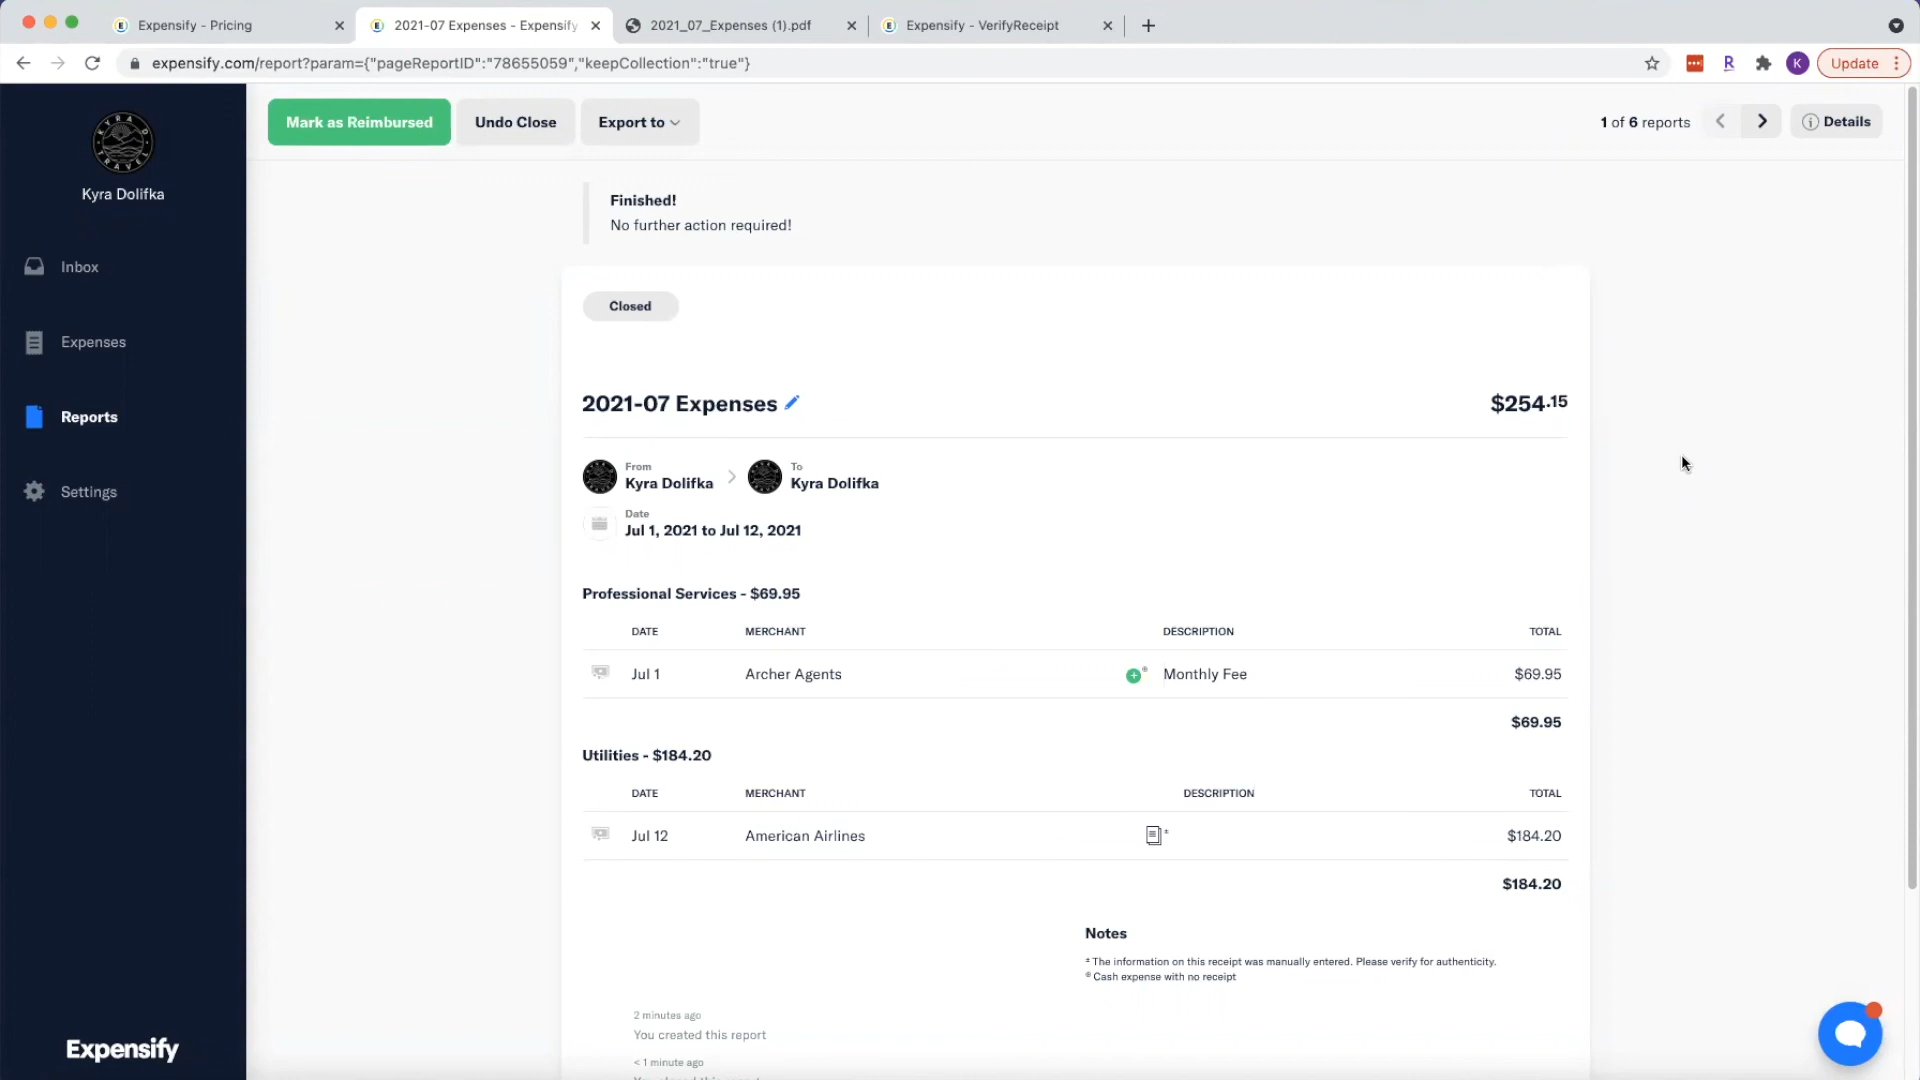 Expensify - Pricing
2021-07 Expenses - Expensify
2021_07_Expenses (1).pdf
Expensify - VerifyReceipt
expensify.com/report?param={"pageReportID":"78655059","keepCollection":"true"}
R
K
Update
KYRA D TRAVEL
Kyra Dolifka
Inbox
Expenses
Reports
Settings
Expensify
Mark as Reimbursed
Undo Close
Export to
1 of 6 reports
Details
Finished!
No further action required!
Closed
2021-07 Expenses
$254.15
From
Kyra Dolifka
To
Kyra Dolifka
Date
Jul 1, 2021 to Jul 12, 2021
Professional Services - $69.95
DATE MERCHANT DESCRIPTION TOTAL
Jul 1 Archer Agents Monthly Fee $69.95
$69.95
Utilities - $184.20
DATE MERCHANT DESCRIPTION TOTAL
Jul 12 American Airlines $184.20
$184.20
Notes
± The information on this receipt was manually entered. Please verify for authenticity.
ᴓ Cash expense with no receipt
2 minutes ago
You created this report
< 1 minute ago